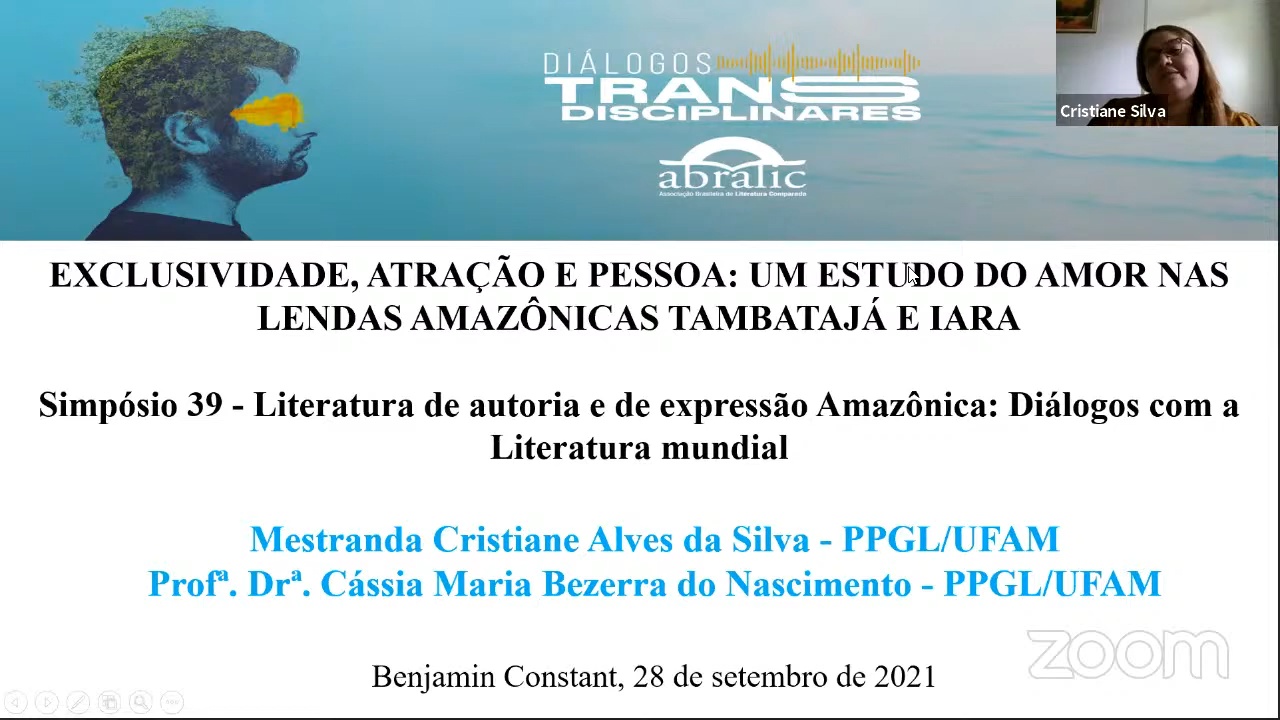 DIÁLOGOS
TRANS
DISCIPLINARES
abralic
Associação Brasileira de Literatura Comparada
Cristiane Silva
EXCLUSIVIDADE, ATRAÇÃO E PESSOA: UM ESTUDO DO AMOR NAS
LENDAS AMAZÔNICAS TAMBATAJÁ E IARA
Simpósio 39 - Literatura de autoria e de expressão Amazônica: Diálogos com a
Literatura mundial
Mestranda Cristiane Alves da Silva - PPGL/UFAM
Profª. Drª. Cássia Maria Bezerra do Nascimento - PPGL/UFAM
zoom
Benjamin Constant, 28 de setembro de 2021